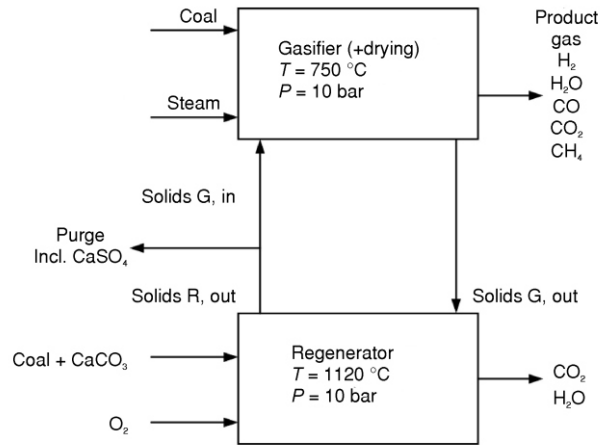 Coal
Steam
Gasifier (+drying)
T = 750 °C
P = 10 bar
Product
gas
H₂
H₂O
CO
CO₂
CH₄
Solids G, in
Purge
Incl. CaSO₄
Solids R, out
Solids G, out
Coal + CaCO₃
O₂
Regenerator
T = 1120 °C
P = 10 bar
CO₂
H₂O